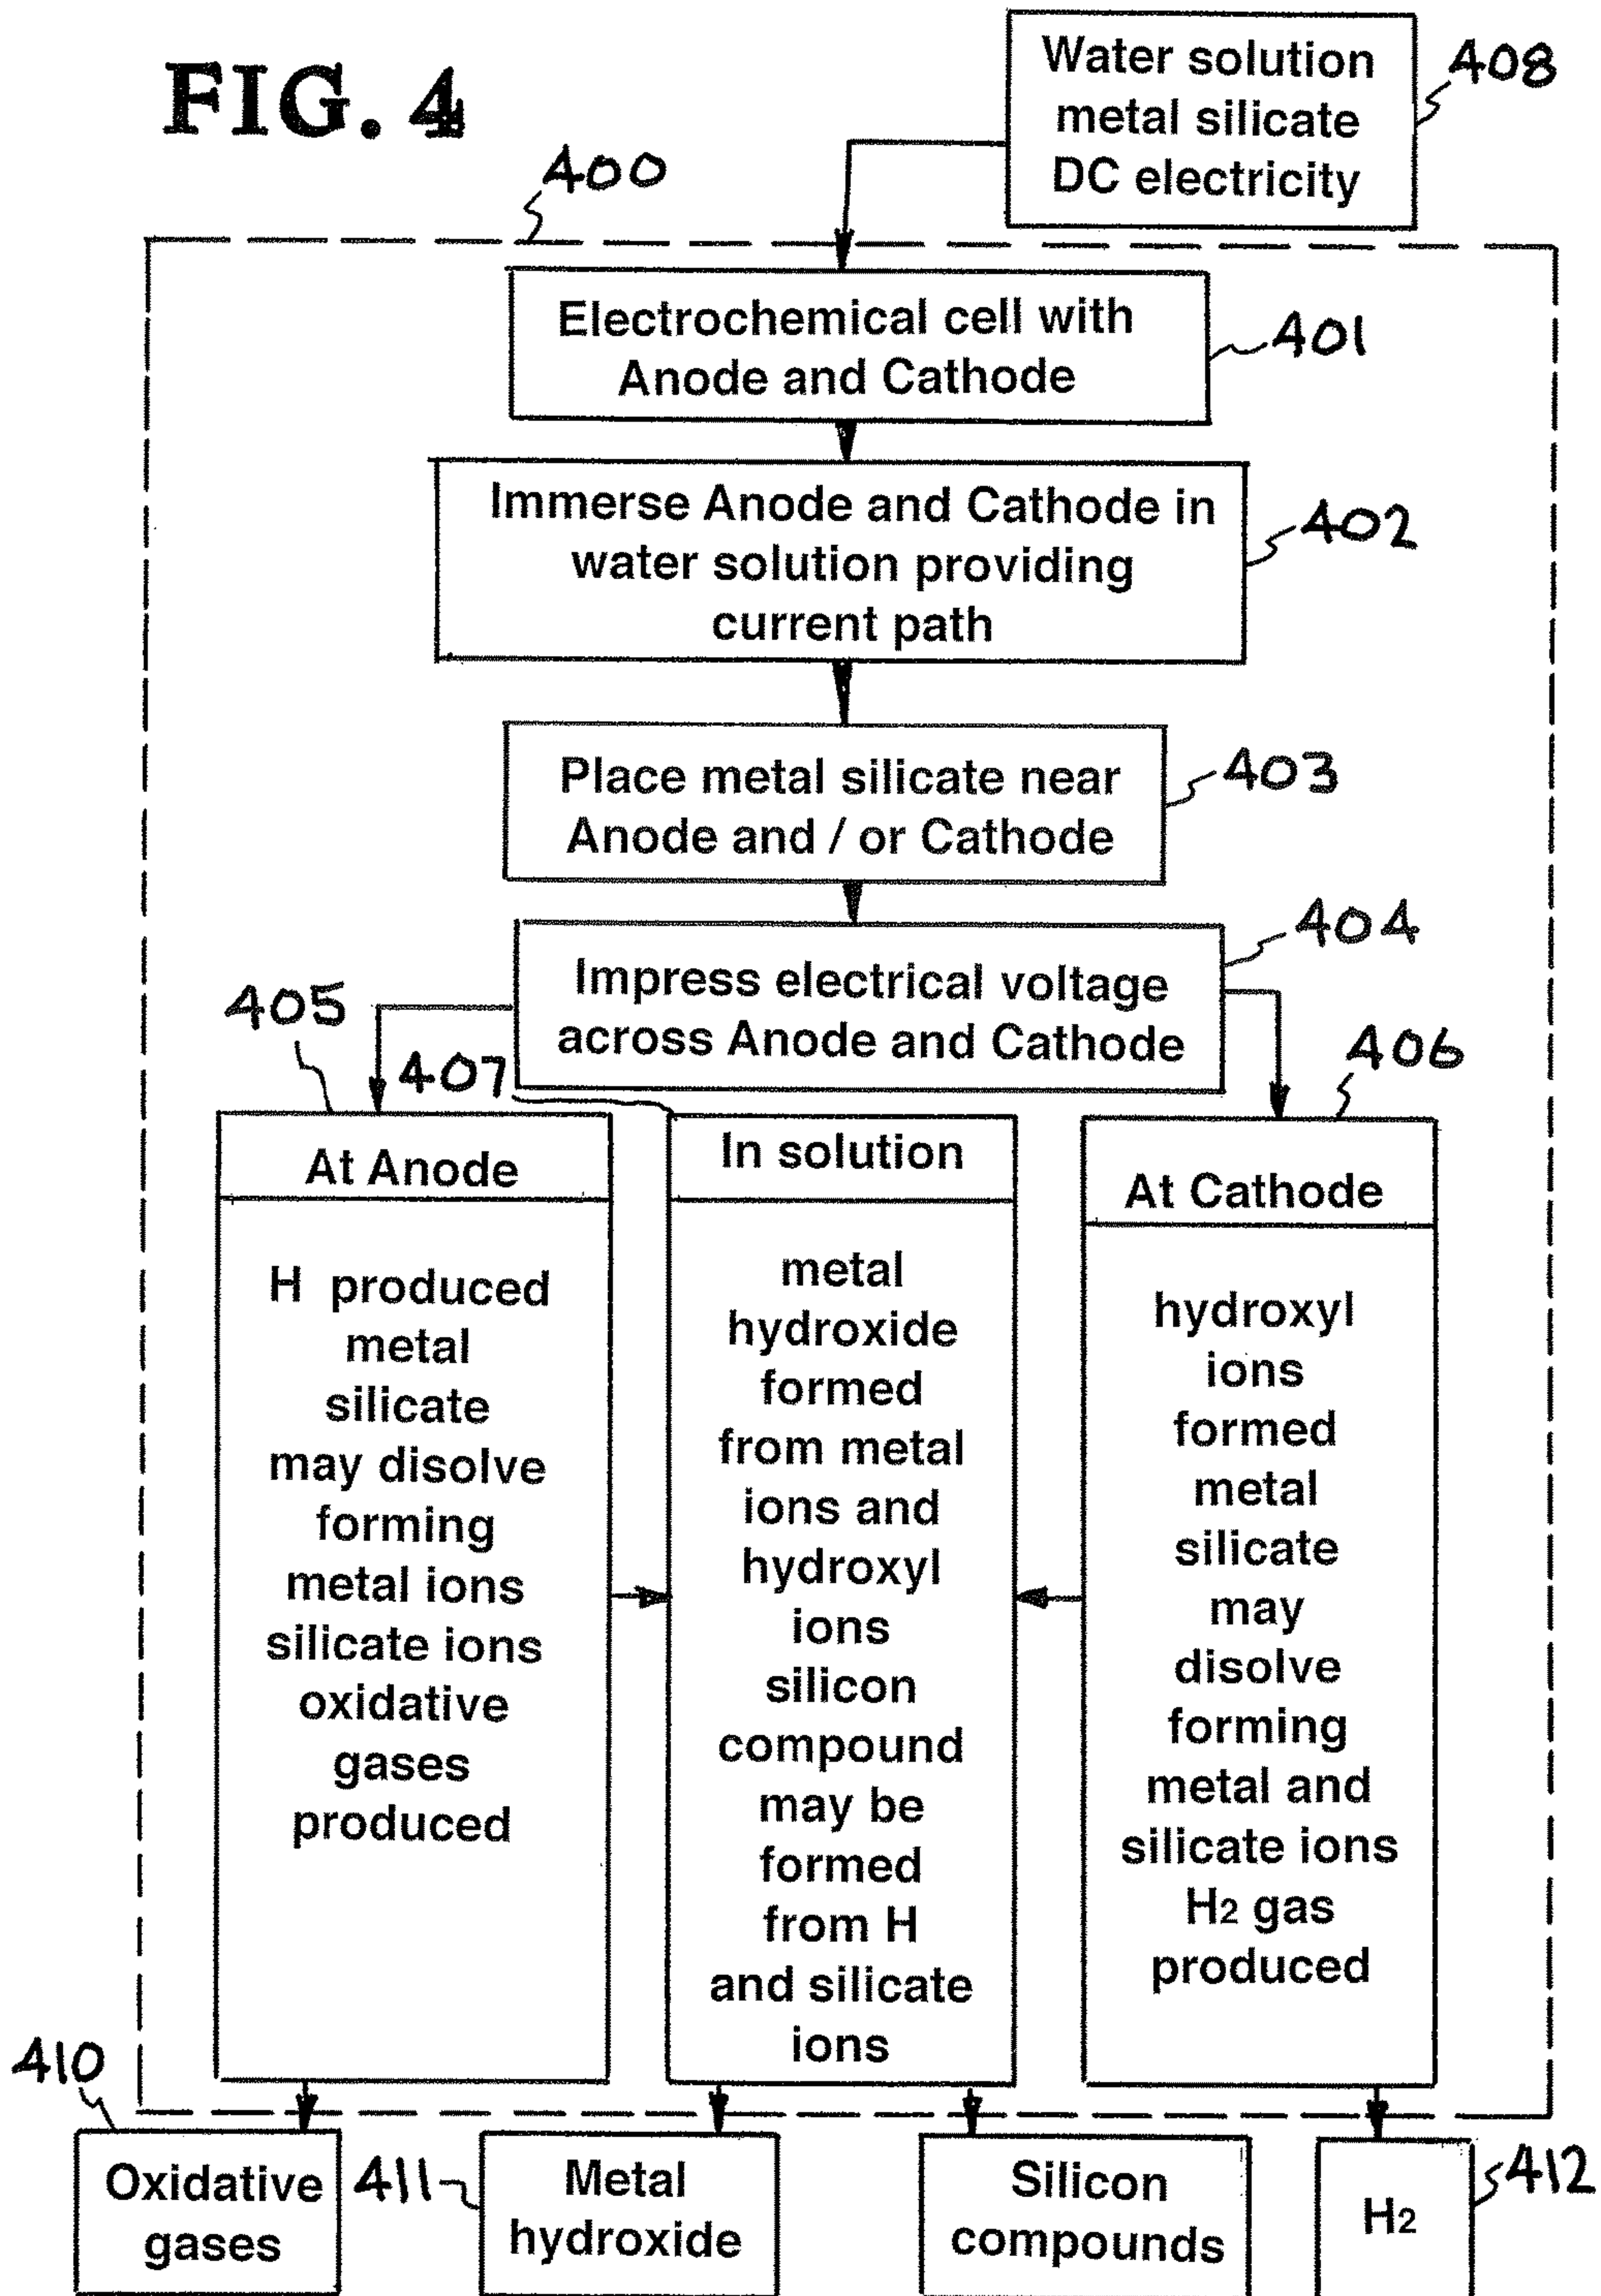 FIG. 4
Water solution
metal silicate
DC electricity
408
400
Electrochemical cell with
Anode and Cathode
401
Immerse Anode and Cathode in
water solution providing
current path
402
Place metal silicate near
Anode and / or Cathode
403
Impress electrical voltage
across Anode and Cathode
404
405
407
406
At Anode
H produced
metal
silicate
may disolve
forming
metal ions
silicate ions
oxidative
gases
produced
In solution
metal
hydroxide
formed
from metal
ions and
hydroxyl
ions
silicon
compound
may be
formed
from H
and silicate
ions
At Cathode
hydroxyl
ions
formed
metal
silicate
may
disolve
forming
metal and
silicate ions
H2 gas
produced
410
Oxidative
gases
411
Metal
hydroxide
Silicon
compounds
H2
412